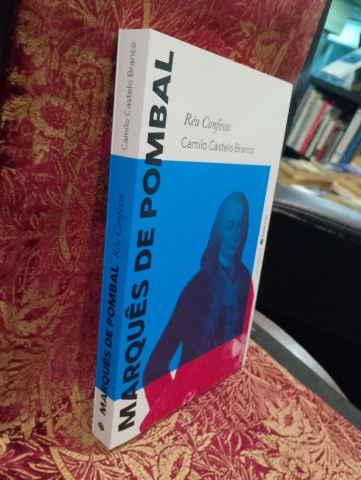 Camilo Castelo Branco
MARQUÊS DE POMBAL Réu Confesso
MARQUÊS DE POMBAL
Réu Confesso
Camilo Castelo Branco